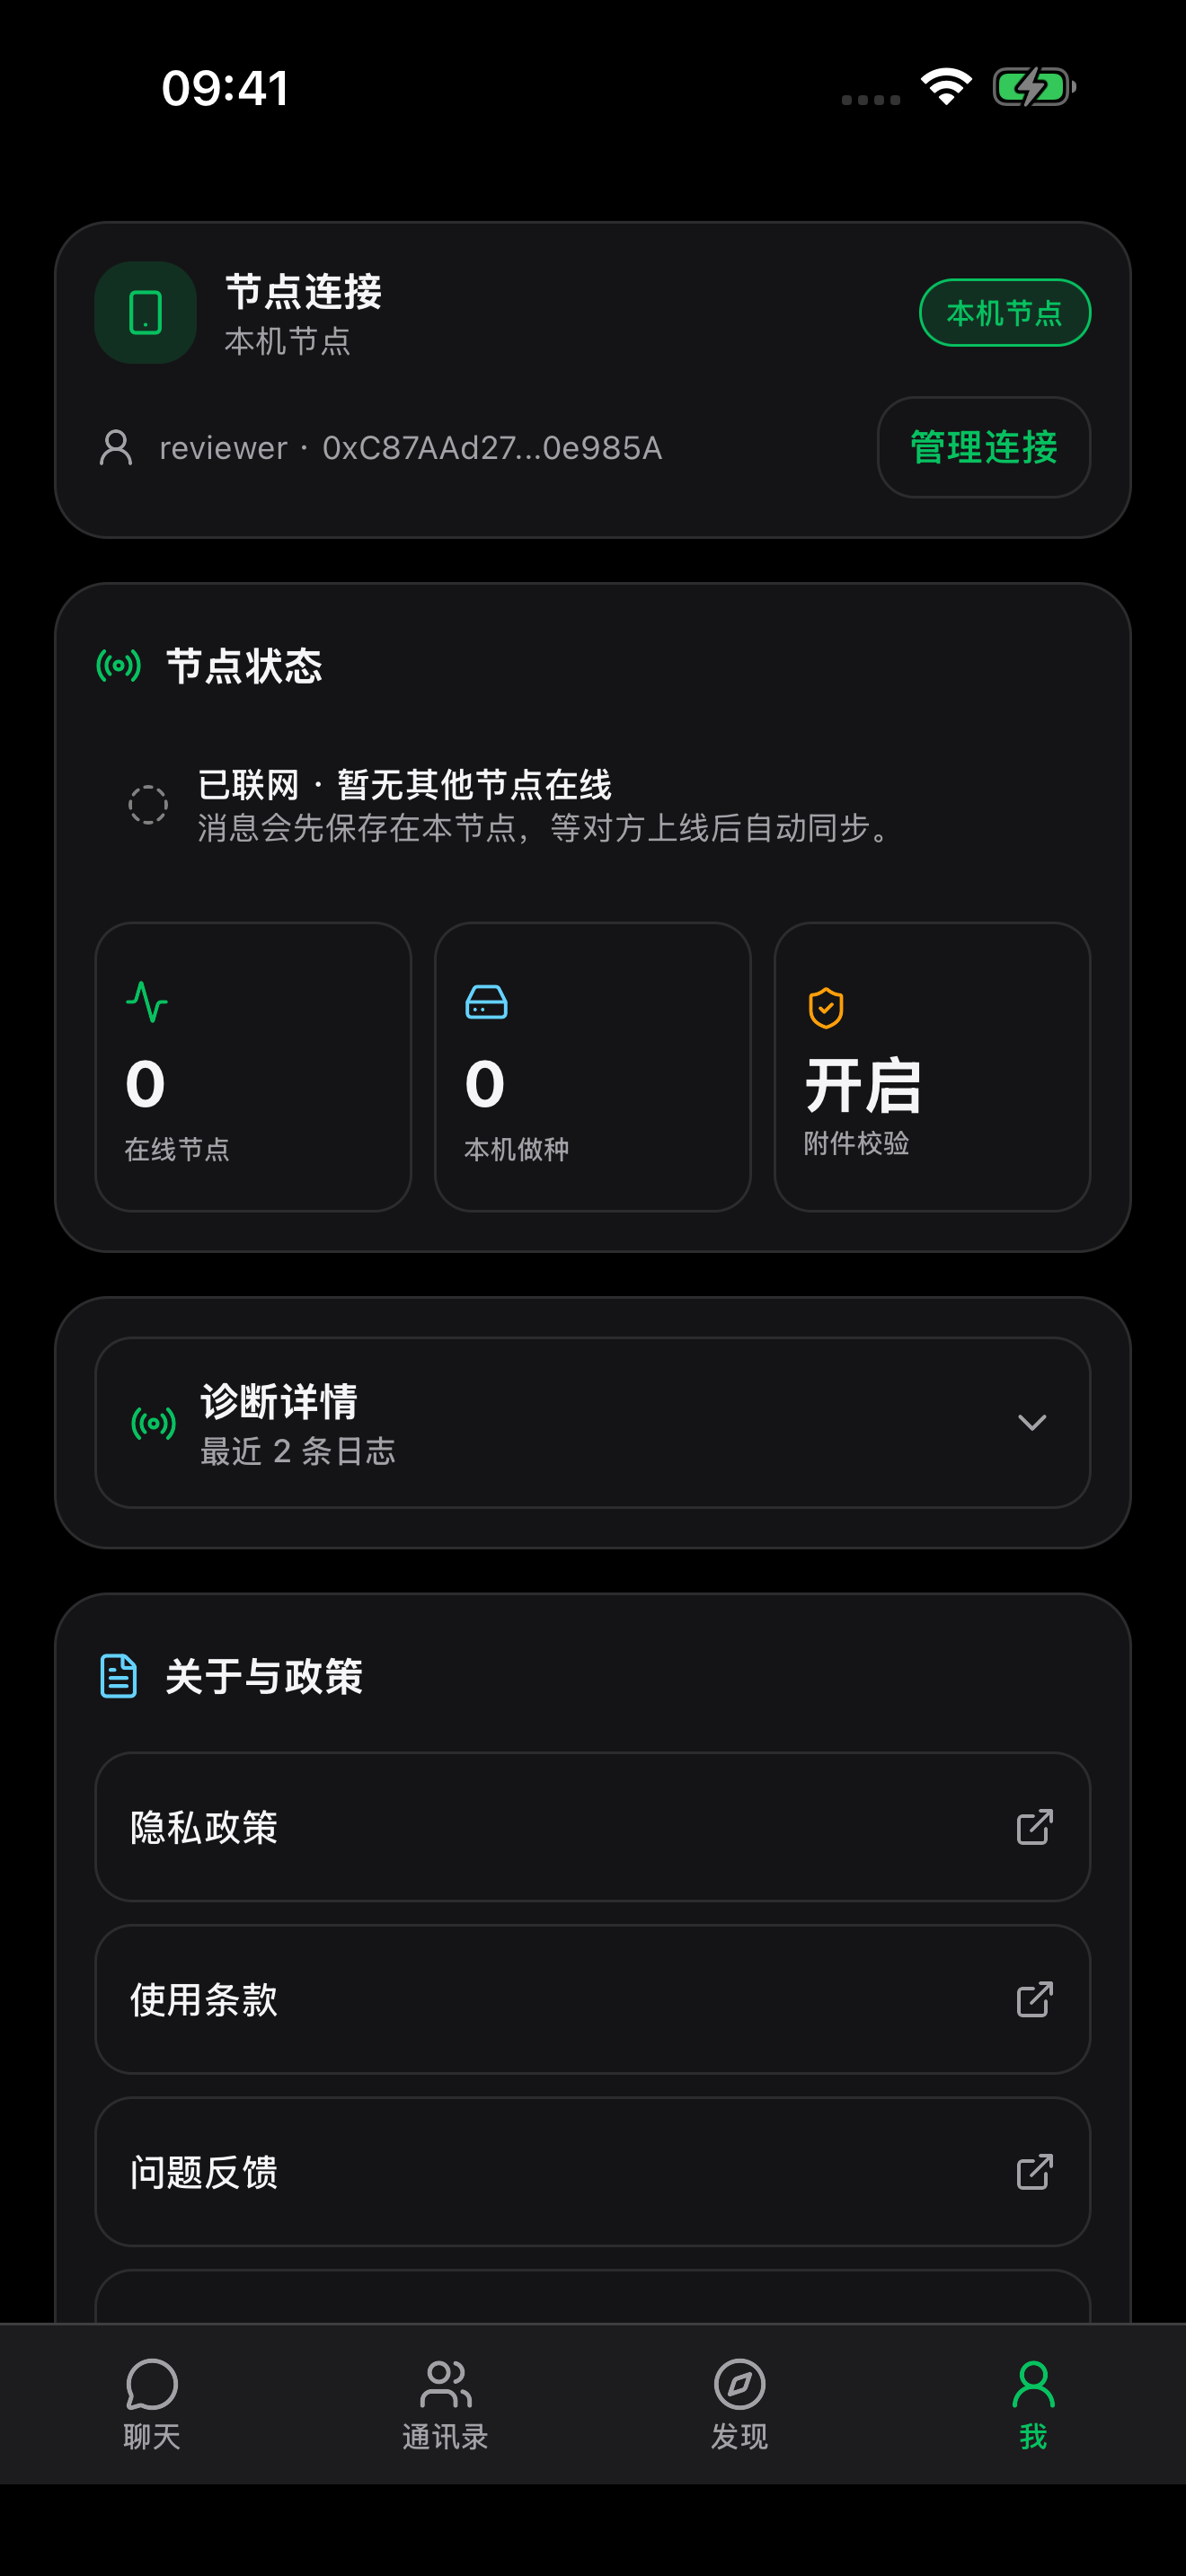 09:41
节点连接
本机节点
本机节点
reviewer · 0xC87AAd27...0e985A
管理连接
节点状态
已联网 · 暂无其他节点在线
消息会先保存在本节点，等对方上线后自动同步。
0
在线节点
0
本机做种
开启
附件校验
诊断详情
最近 2 条日志
关于与政策
隐私政策
使用条款
问题反馈
聊天
通讯录
发现
我